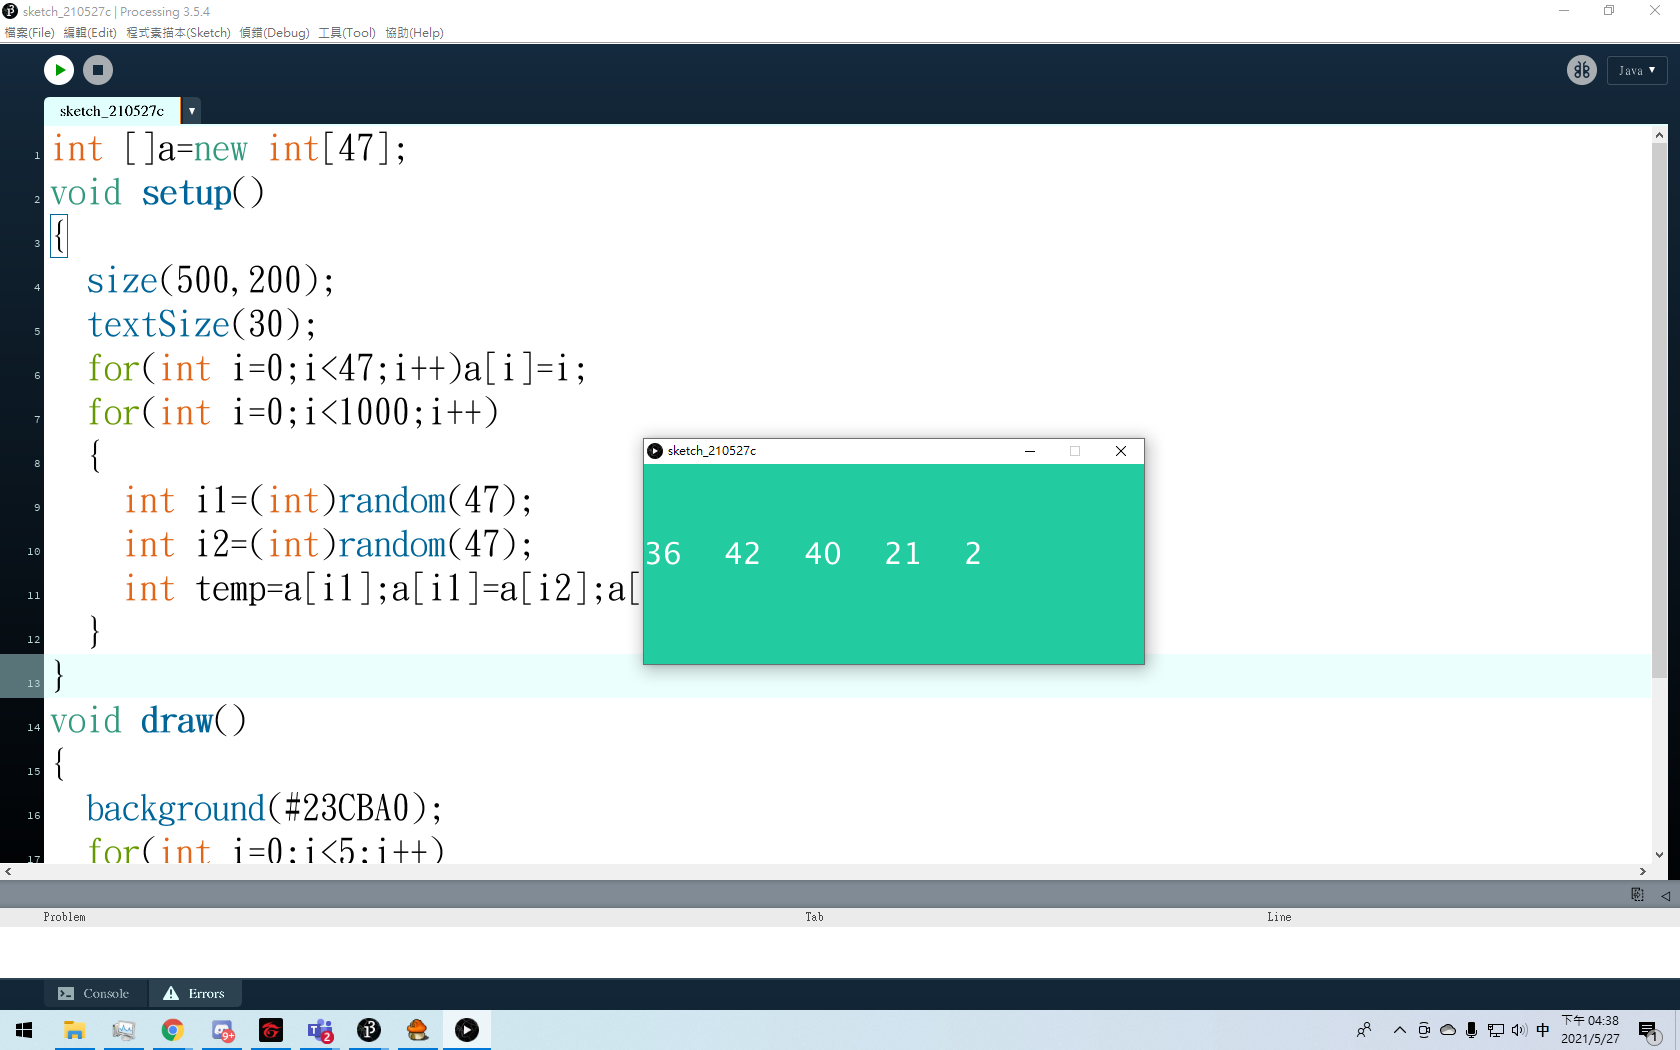 sketch_210527c | Processing 3.5.4
檔案(File) 編輯(Edit) 程式素描本(Sketch) 偵錯(Debug) 工具(Tool) 協助(Help)
Java ▼
sketch_210527c ▼
1 int []a=new int[47];
2 void setup()
3 {
4 size(500,200);
5 textSize(30);
6 for(int i=0;i<47;i++)a[i]=i;
7 for(int i=0;i<1000;i++)
8 {
9 int i1=(int)random(47);
10 int i2=(int)random(47);
11 int temp=a[i1];a[i1]=a[i2];a[
12 }
13 }
14 void draw()
15 {
16 background(#23CBA0);
17 for(int i=0;i<5;i++)
sketch_210527c
36 42 40 21 2
Problem Tab Line
Console Errors
9+ 2 中 下午 04:38
2021/5/27 1